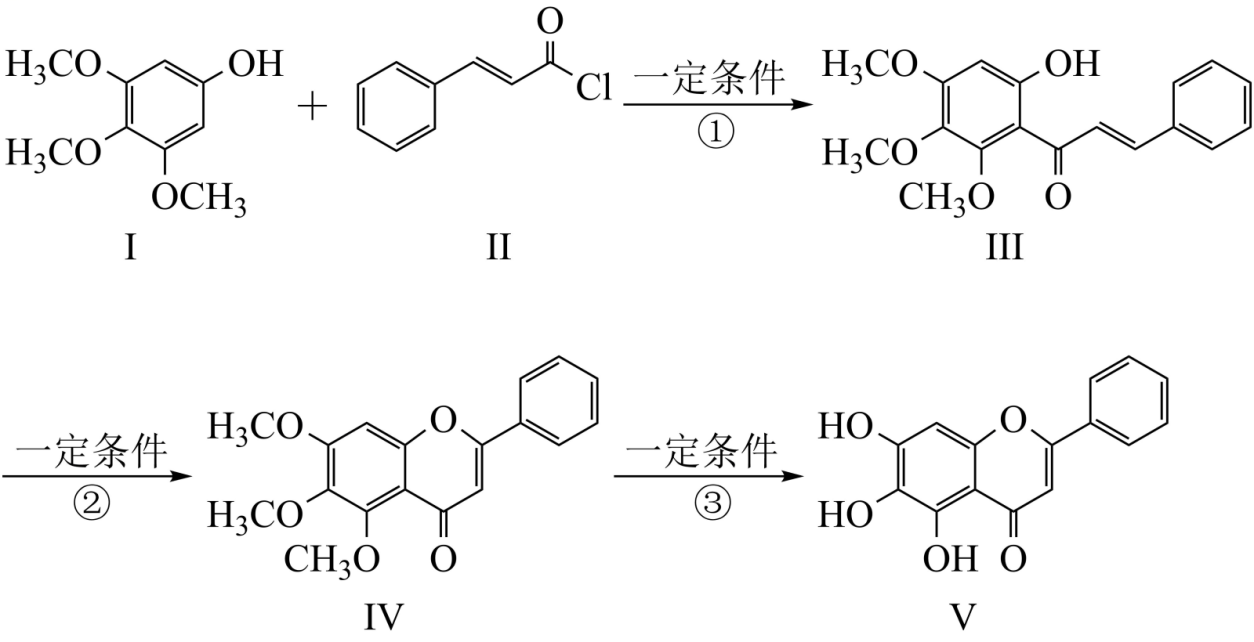 O
H₃CO OH H₃CO OH
Cl 一定条件
+ ①
H₃CO H₃CO
OCH₃ CH₃O O
I II III
O
一定条件 H₃CO 一定条件 HO
② H₃CO ③ HO
CH₃O O OH O
IV V